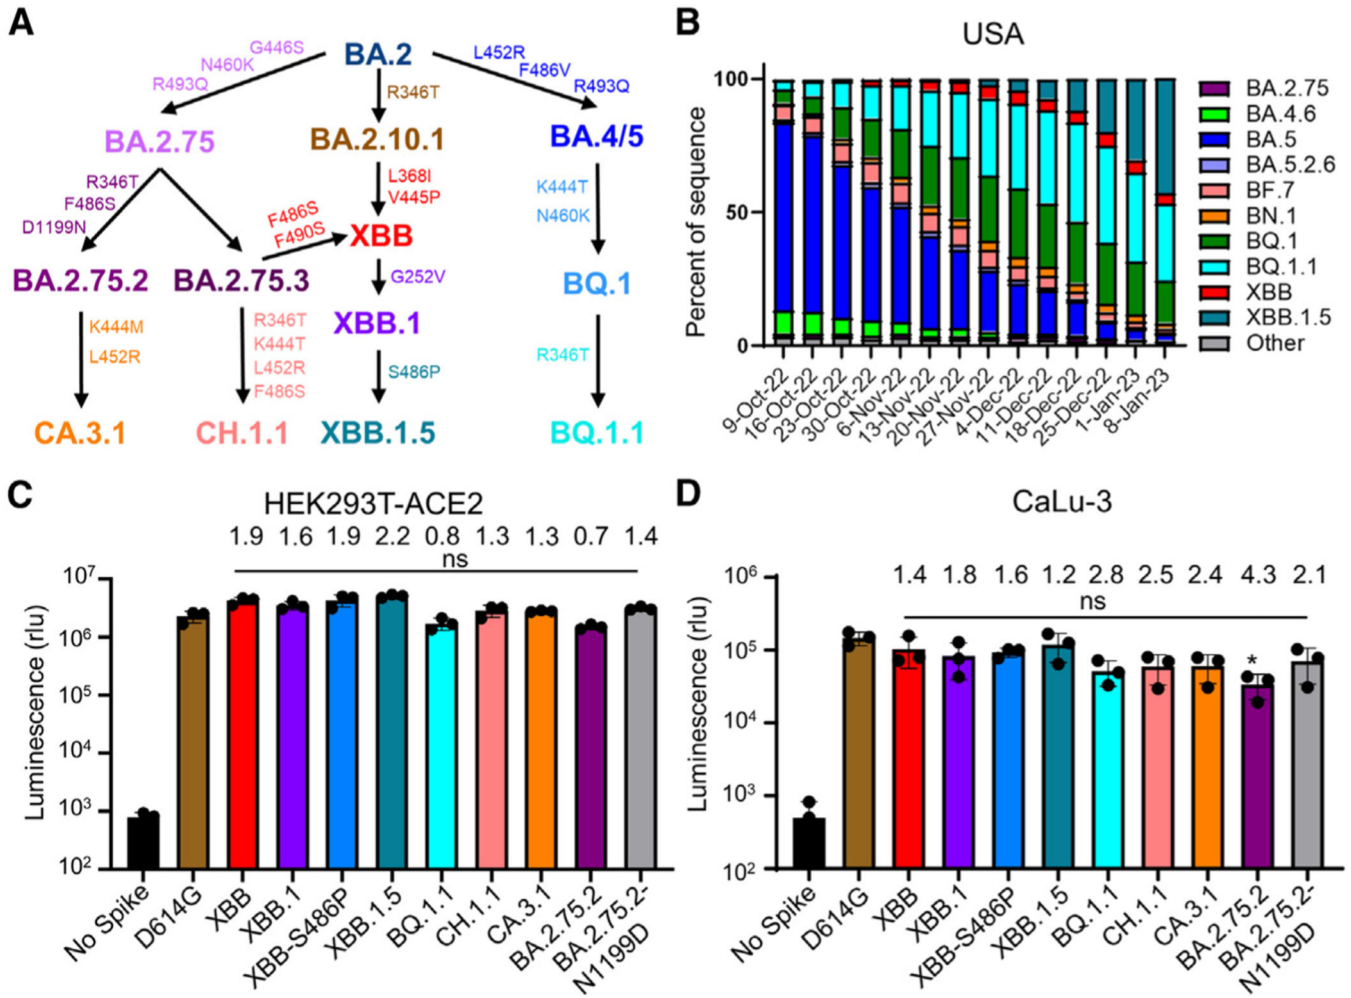 A
BA.2
G446S
N460K
R493Q
R346T
L452R
F486V
R493Q
BA.2.75
BA.2.10.1
BA.4/5
R346T
F486S
D1199N
F486S
F490S
L368I
V445P
XBB
K444T
N460K
BA.2.75.2
BA.2.75.3
G252V
BQ.1
XBB.1
K444M
L452R
R346T
K444T
L452R
F486S
S486P
R346T
CA.3.1
CH.1.1
XBB.1.5
BQ.1.1
B
USA
Percent of sequence
100
50
0
9-Oct-22
16-Oct-22
23-Oct-22
30-Oct-22
6-Nov-22
13-Nov-22
20-Nov-22
27-Nov-22
4-Dec-22
11-Dec-22
18-Dec-22
25-Dec-22
1-Jan-23
8-Jan-23
BA.2.75
BA.4.6
BA.5
BA.5.2.6
BF.7
BN.1
BQ.1
BQ.1.1
XBB
XBB.1.5
Other
C
HEK293T-ACE2
1.9 1.6 1.9 2.2 0.8 1.3 1.3 0.7 1.4
ns
Luminescence (rlu)
10⁷
10⁶
10⁵
10⁴
10³
10²
No Spike
D614G
XBB
XBB.1
XBB-S486P
XBB.1.5
BQ.1.1
CH.1.1
CA.3.1
BA.2.75.2
BA.2.75.2-
N1199D
D
CaLu-3
1.4 1.8 1.6 1.2 2.8 2.5 2.4 4.3 2.1
ns
*
Luminescence (rlu)
10⁶
10⁵
10⁴
10³
10²
No Spike
D614G
XBB
XBB.1
XBB-S486P
XBB.1.5
BQ.1.1
CH.1.1
CA.3.1
BA.2.75.2
BA.2.75.2-
N1199D